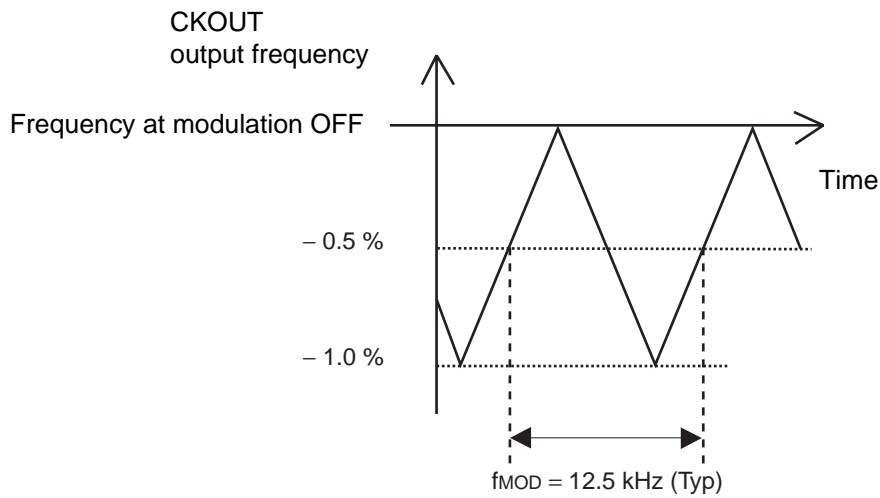 CKOUT
output frequency
Frequency at modulation OFF
Time
– 0.5 %
– 1.0 %
fMOD = 12.5 kHz (Typ)